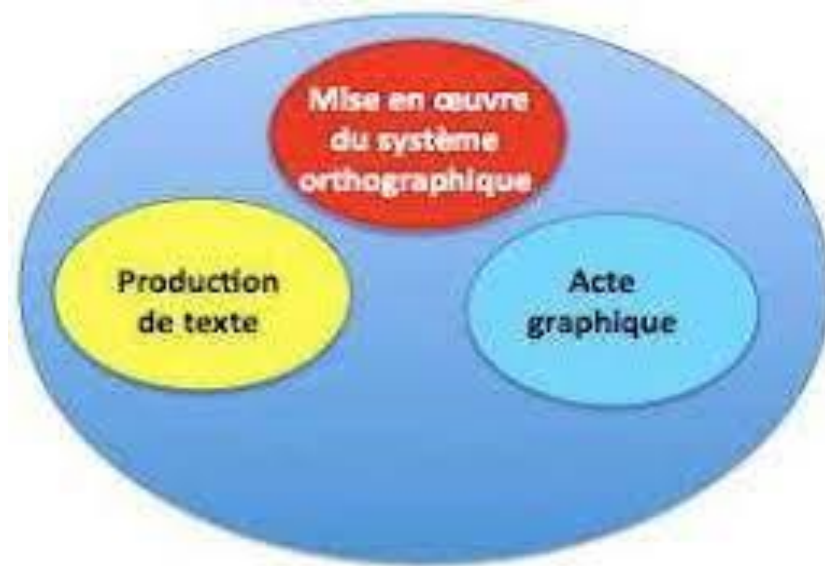 Mise en œuvre
du système
orthographique
Production
de texte
Acte
graphique